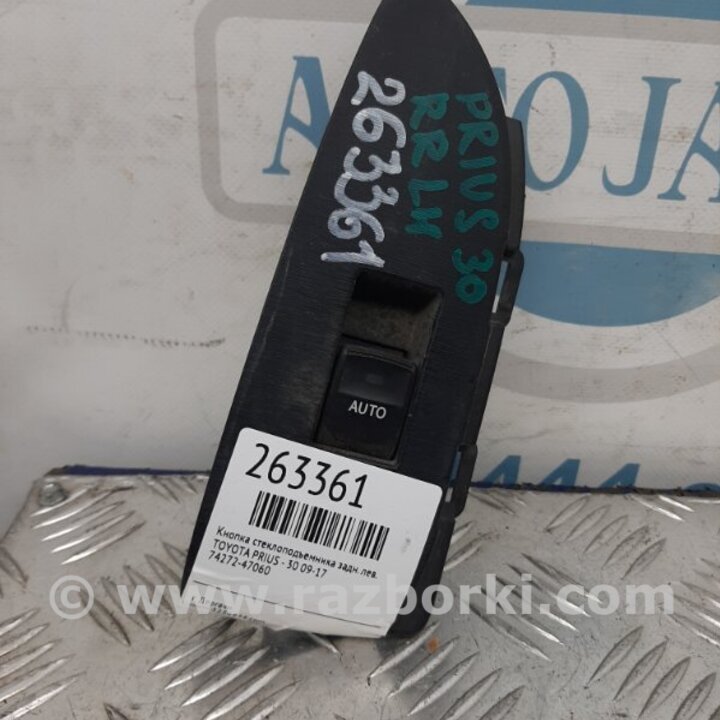 AUTOJA
PRIUS 30
RR LH
263361
AUTO
263361
Кнопка стеклоподъемника задн. лев.
TOYOTA PRIUS - 30 09-17
74272-47060
© www.razborki.com